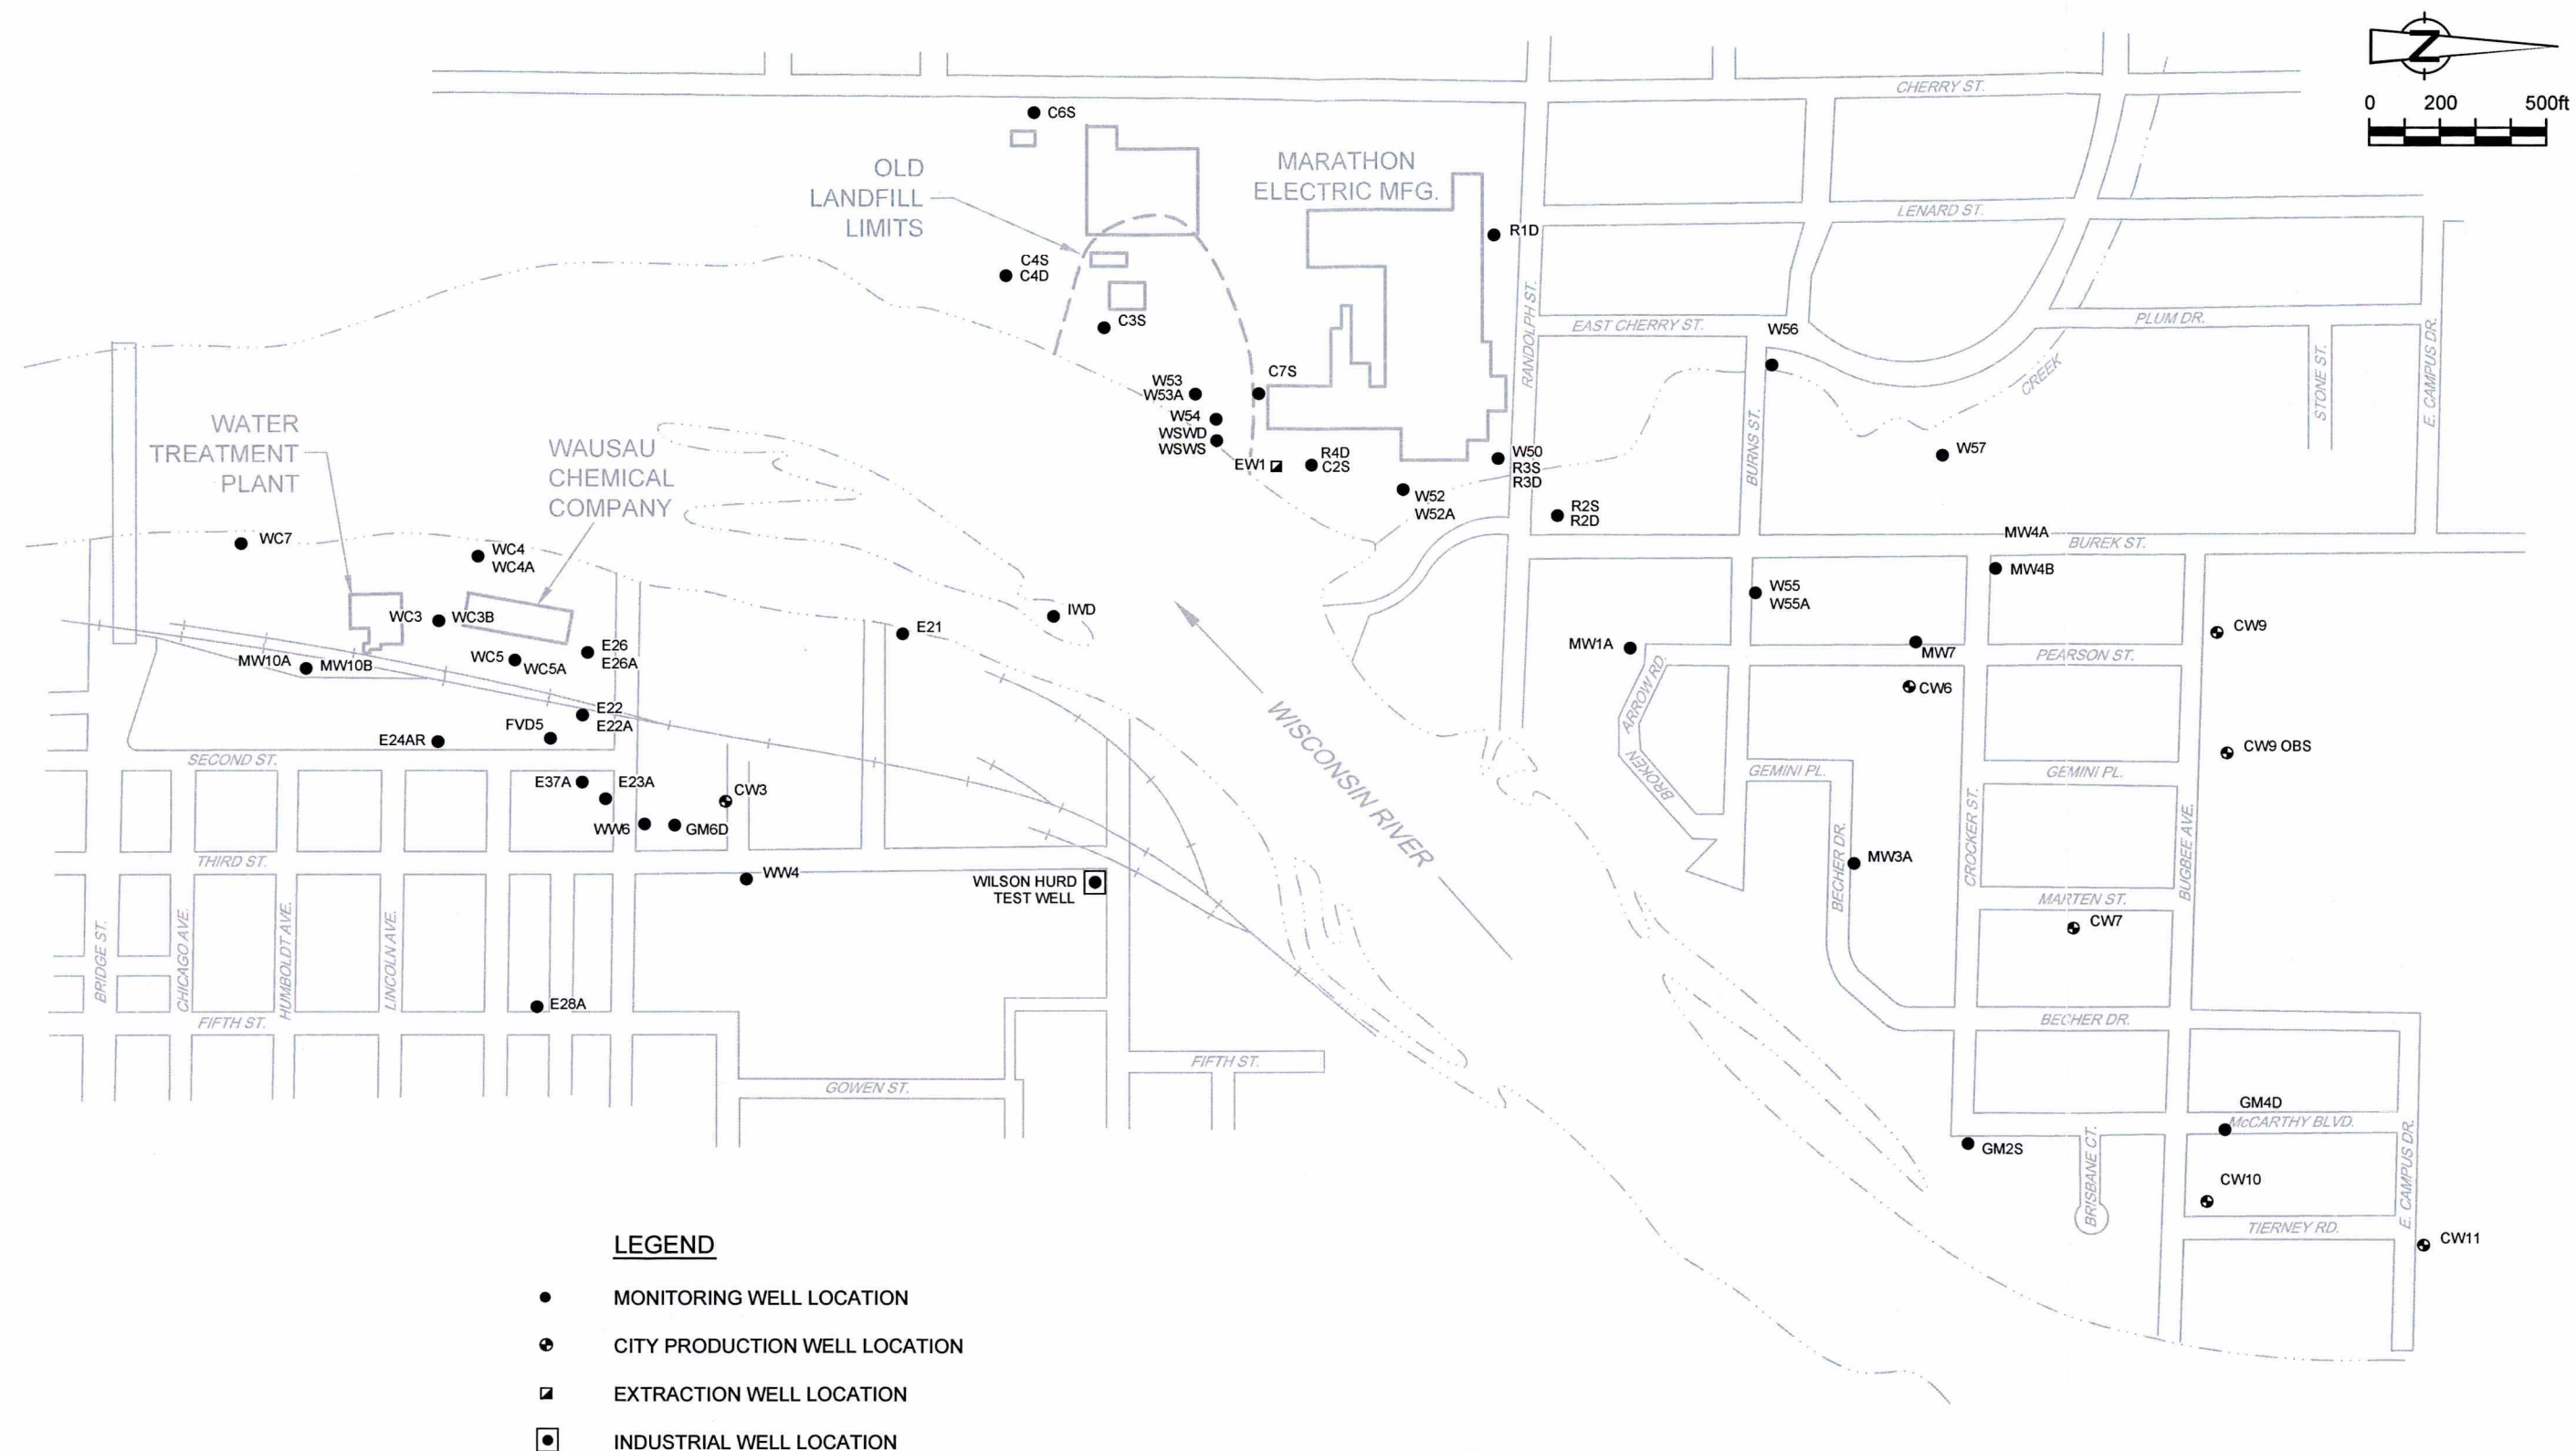 Z
0 200 500ft
CHERRY ST.
C6S
OLD
LANDFILL
LIMITS
MARATHON
ELECTRIC MFG.
LENARD ST.
R1D
C4S
C4D
C3S
RANDOLPH ST.
EAST CHERRY ST.
W56
PLUM DR.
CREEK
STONE ST.
E. CAMPUS DR.
W53
W53A
C7S
W54
WSWD
WSWS
EW1
R4D
C2S
W50
R3S
R3D
W52
W52A
R2S
R2D
BURNS ST.
W57
MW4A
BUREK ST.
MW4B
WATER
TREATMENT
PLANT
WAUSAU
CHEMICAL
COMPANY
WC7
WC4
WC4A
WC3
WC3B
MW10A
MW10B
WC5
WC5A
E26
E26A
E21
IWD
W55
W55A
MW1A
MW7
PEARSON ST.
CW9
CW6
ARROW RD.
BROKEN
E22
E22A
FVD5
E24AR
SECOND ST.
E37A
E23A
CW3
WW6
GM6D
WISCONSIN RIVER
GEMINI PL.
GEMINI PL.
CW9 OBS
BECHER DR.
CROCKER ST.
BUGBEE AVE.
THIRD ST.
WW4
WILSON HURD
TEST WELL
MW3A
MARTEN ST.
CW7
BRIDGE ST.
CHICAGO AVE.
HUMBOLDT AVE.
LINCOLN AVE.
E28A
FIFTH ST.
BECHER DR.
FIFTH ST.
GOWEN ST.
GM4D
McCARTHY BLVD.
GM2S
BRISBANE CT.
E. CAMPUS DR.
CW10
TIERNEY RD.
CW11
LEGEND
MONITORING WELL LOCATION
CITY PRODUCTION WELL LOCATION
EXTRACTION WELL LOCATION
INDUSTRIAL WELL LOCATION